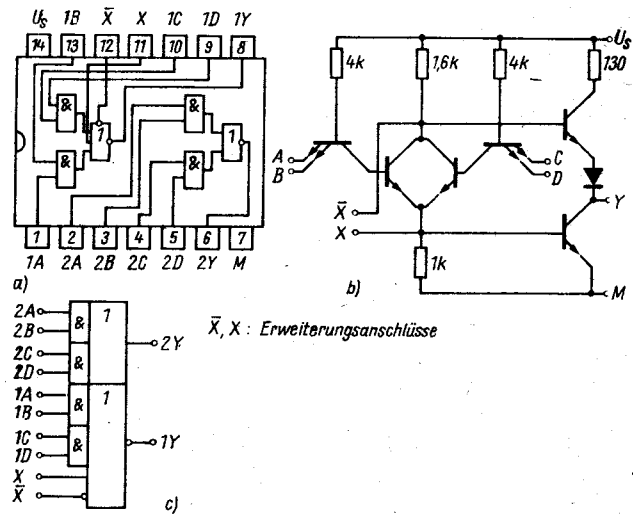 U_S 1B X̄ X 1C 1D 1Y
14 13 12 11 10 9 8
& &
1 1
& &
1 2 3 4 5 6 7
1A 2A 2B 2C 2D 2Y M
a)
U_S
4k 1,6k 4k 130
A
B
C
D
X̄
X
Y
1k
M
b)
X̄, X : Erweiterungsanschlüsse
2A
2B
& 1
2Y
2C
2D
&
1A
1B
& 1
1C
1D
&
1Y
X
X̄
c)